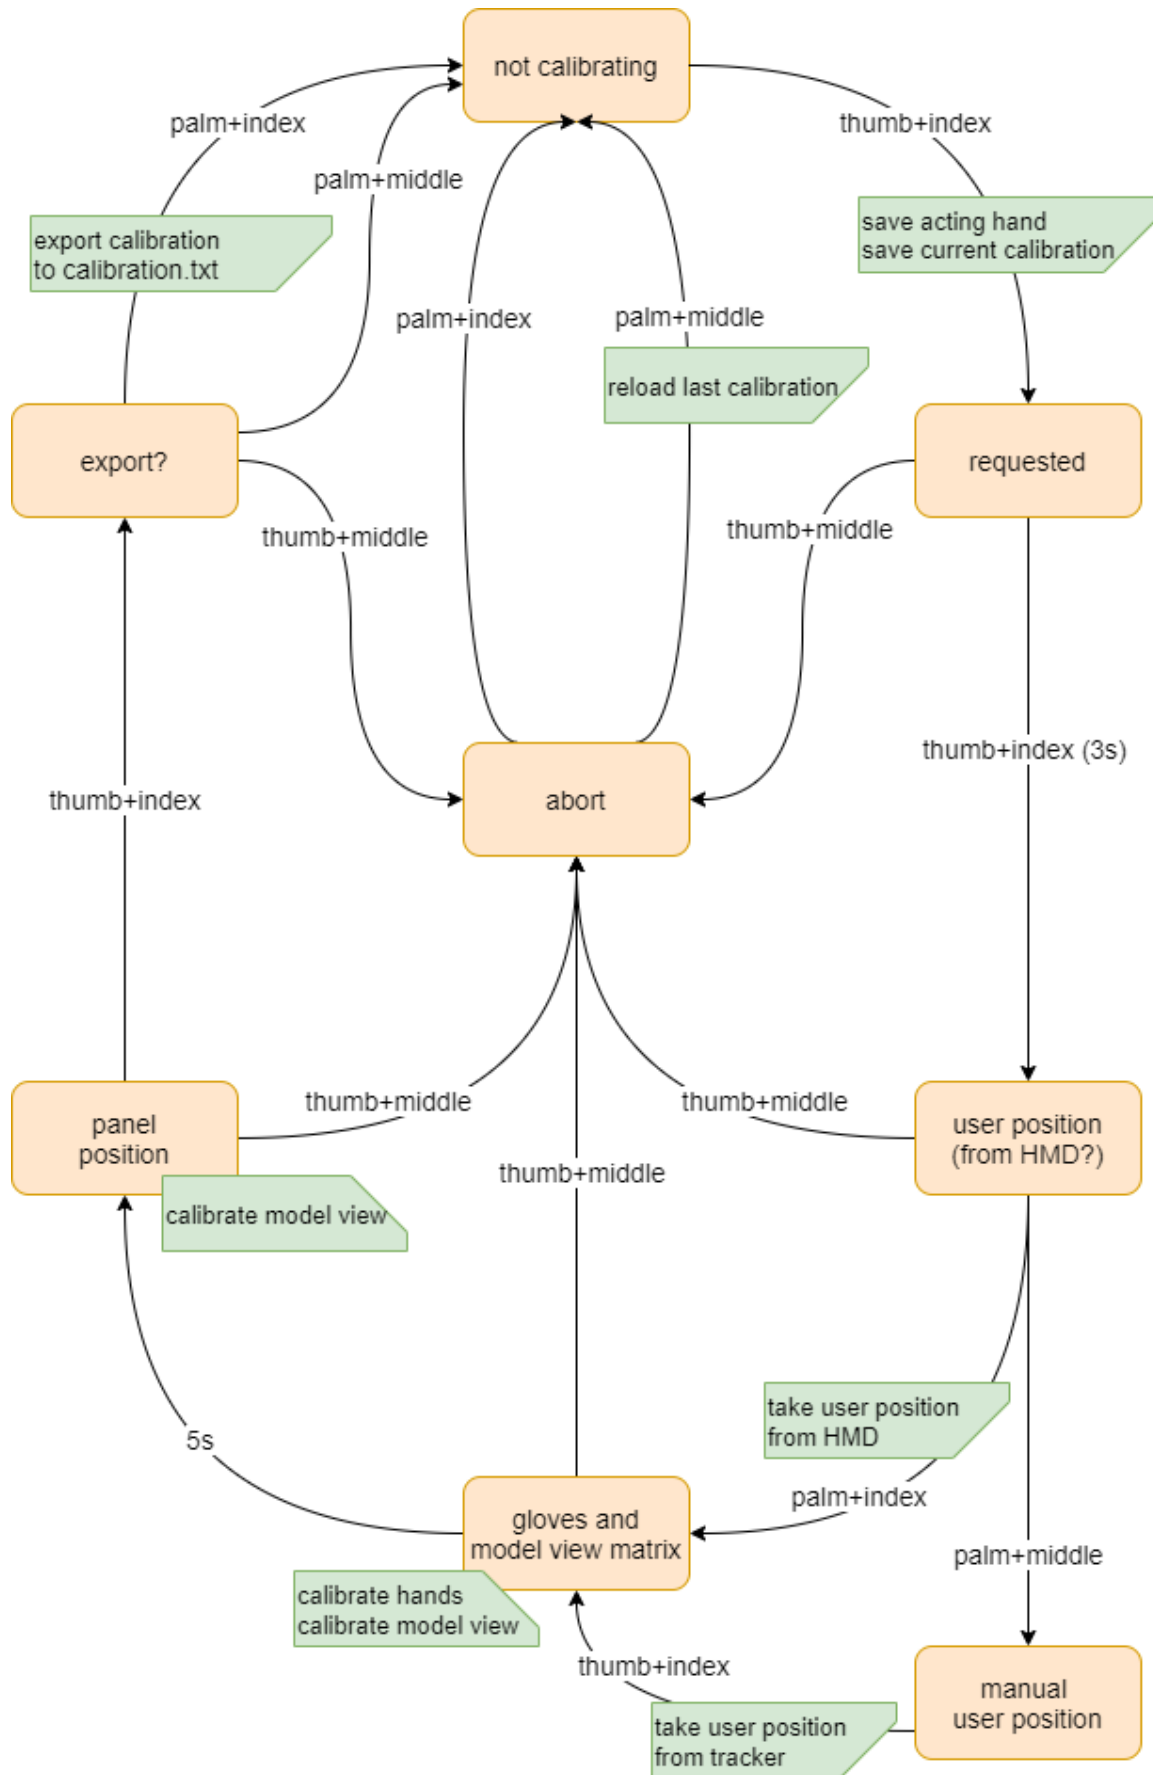 not calibrating
palm+index
thumb+index
palm+middle
export calibration
to calibration.txt
save acting hand
save current calibration
palm+index
palm+middle
reload last calibration
export?
requested
thumb+middle
thumb+middle
thumb+index (3s)
abort
thumb+index
panel
position
calibrate model view
thumb+middle
thumb+middle
user position
(from HMD?)
thumb+middle
take user position
from HMD
5s
palm+index
gloves and
model view matrix
palm+middle
calibrate hands
calibrate model view
thumb+index
manual
user position
take user position
from tracker